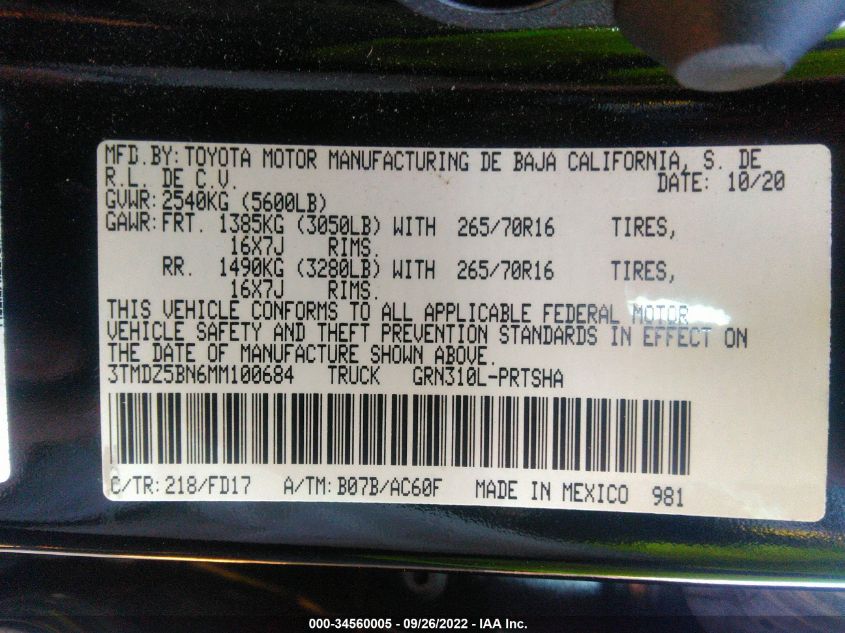 MFD.BY: TOYOTA MOTOR MANUFACTURING DE BAJA CALIFORNIA, S. DE
R.L. DE C.V. DATE: 10/20
GVWR: 2540KG (5600LB)
GAWR: FRT. 1385KG (3050LB) WITH 265/70R16 TIRES,
16X7J RIMS.
RR. 1490KG (3280LB) WITH 265/70R16 TIRES,
16X7J RIMS.
THIS VEHICLE CONFORMS TO ALL APPLICABLE FEDERAL MOTOR
VEHICLE SAFETY AND THEFT PREVENTION STANDARDS IN EFFECT ON
THE DATE OF MANUFACTURE SHOWN ABOVE.
3TMDZ5BN6MM100684 TRUCK GRN310L-PRTSHA
C/TR: 218/FD17 A/TM: B07B/AC60F MADE IN MEXICO 981
000-34560005 - 09/26/2022 - IAA Inc.